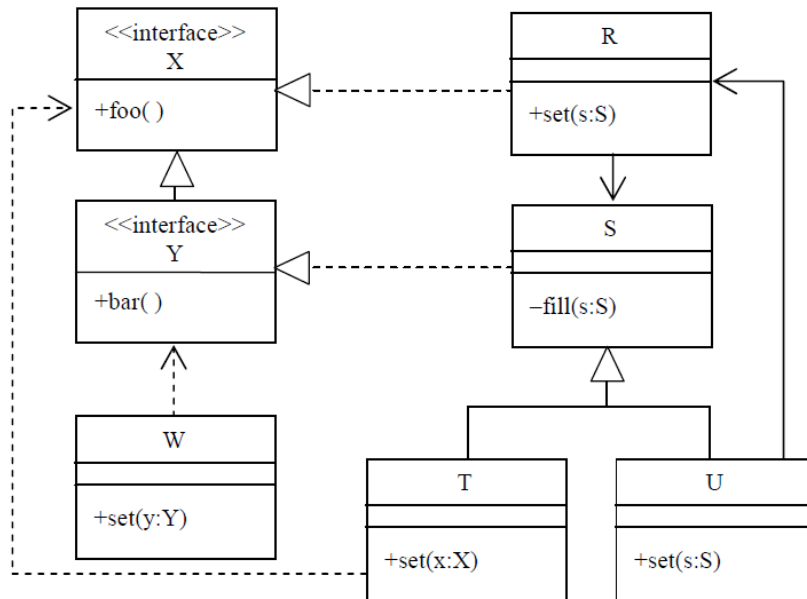 <<interface>>
X
+foo( )
R
+set(s:S)
<<interface>>
Y
+bar( )
S
–fill(s:S)
W
+set(y:Y)
T
+set(x:X)
U
+set(s:S)